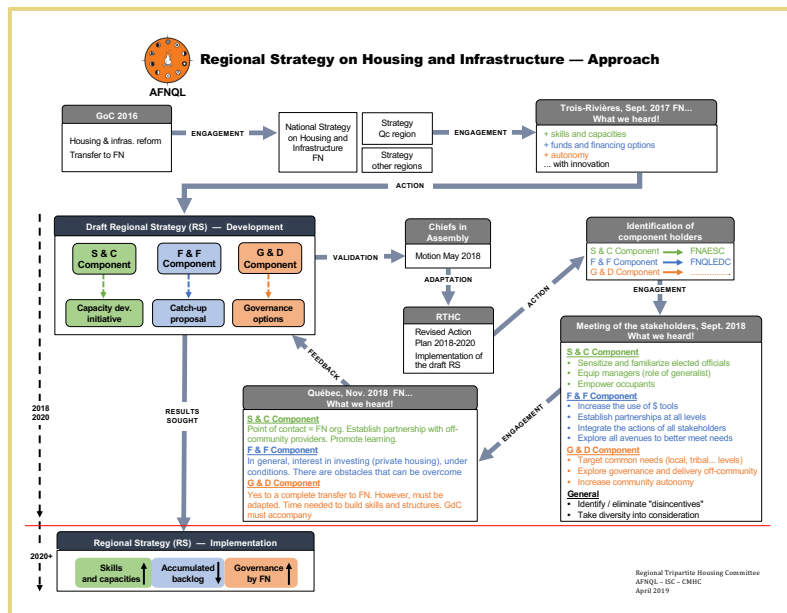 Regional Strategy on Housing and Infrastructure — Approach
AFNQL
GoC 2016
Housing & infras. reform
Transfer to FN
ENGAGEMENT
National Strategy
on Housing and
Infrastructure
FN
Strategy
Qc region
Strategy
other regions
ENGAGEMENT
Trois-Rivières, Sept. 2017 FN...
What we heard!
+ skills and capacities
+ funds and financing options
+ autonomy
... with innovation
ACTION
2018
2020
Draft Regional Strategy (RS) — Development
S & C
Component
F & F
Component
G & D
Component
Capacity dev.
initiative
Catch-up
proposal
Governance
options
VALIDATION
Chiefs in
Assembly
Motion May 2018
ADAPTATION
RTHC
Revised Action
Plan 2018-2020
Implementation of
the draft RS
ACTION
Identification of
component holders
S & C Component FNAESC
F & F Component FNQLEDC
G & D Component ...................
ENGAGEMENT
Meeting of the stakeholders, Sept. 2018
What we heard!
S & C Component
• Sensitize and familiarize elected officials
• Equip managers (role of generalist)
• Empower occupants
F & F Component
• Increase the use of $ tools
• Establish partnerships at all levels
• Integrate the actions of all stakeholders
• Explore all avenues to better meet needs
G & D Component
• Target common needs (local, tribal... levels)
• Explore governance and delivery off-community
• Increase community autonomy
General
• Identify / eliminate "disincentives"
• Take diversity into consideration
ENGAGEMENT
Québec, Nov. 2018 FN...
What we heard!
S & C Component
Point of contact = FN org. Establish partnership with off-
community providers. Promote learning.
F & F Component
In general, interest in investing (private housing), under
conditions. There are obstacles that can be overcome
G & D Component
Yes to a complete transfer to FN. However, must be
adapted. Time needed to build skills and structures. GdC
must accompany
FEEDBACK
RESULTS
SOUGHT
2020+
Regional Strategy (RS) — Implementation
Skills
and capacities
Accumulated
backlog
Governance
by FN
Regional Tripartite Housing Committee
AFNQL – ISC – CMHC
April 2019